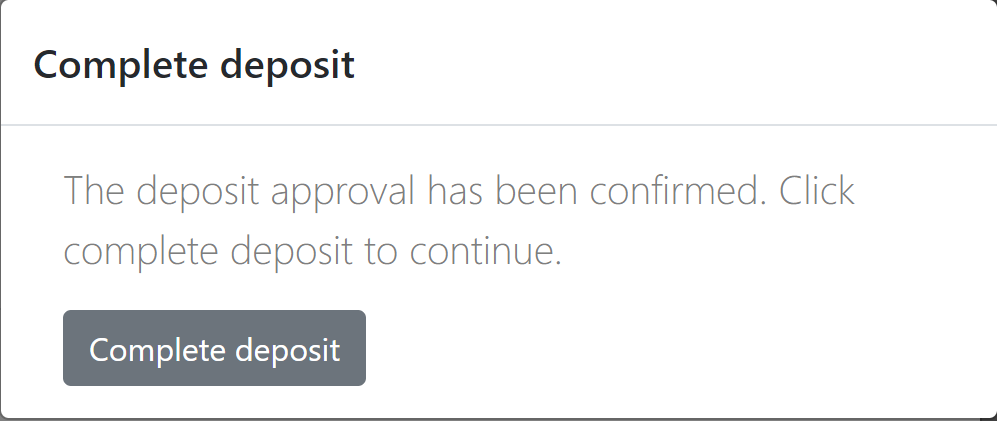 Complete deposit
The deposit approval has been confirmed. Click
complete deposit to continue.
Complete deposit